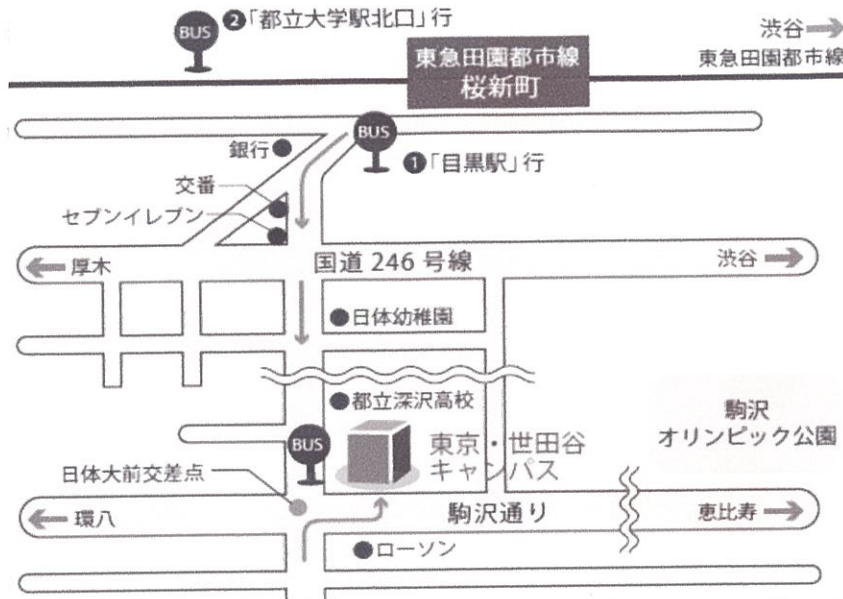 BUS ❷「都立大学駅北口」行
渋谷→
東急田園都市線
東急田園都市線
桜新町
BUS
❶「目黒駅」行
銀行
交番
セブンイレブン
←厚木
国道 246 号線
渋谷→
日体幼稚園
都立深沢高校
BUS
東京・世田谷
キャンパス
駒沢
オリンピック公園
日体大前交差点
←環八
駒沢通り
恵比寿→
ローソン